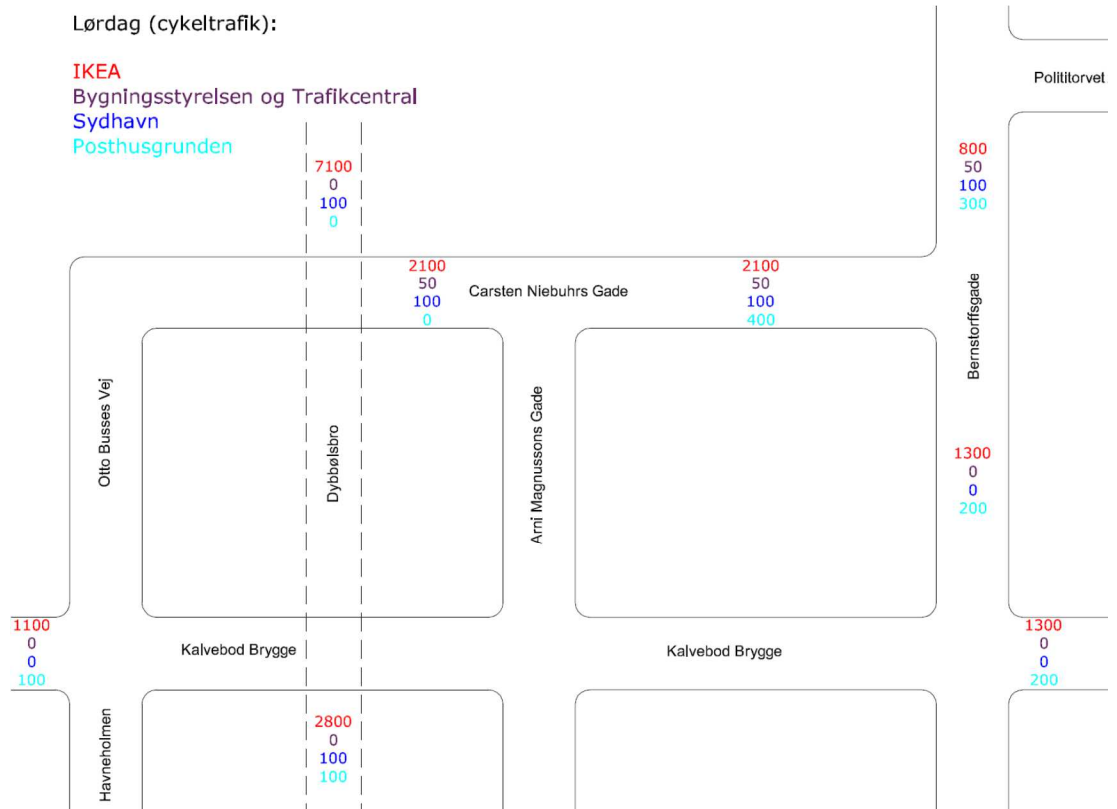 Lørdag (cykeltrafik):
IKEA
Bygningsstyrelsen og Trafikcentral
Sydhavn
Posthusgrunden
Polititorvet
7100
0
100
0
800
50
100
300
2100
50
100
0
Carsten Niebuhrs Gade
2100
50
100
400
Bernstorffsgade
Otto Busses Vej
Dybbølsbro
Arni Magnussons Gade
1300
0
0
200
1100
0
0
100
Kalvebod Brygge
Kalvebod Brygge
1300
0
0
200
Havneholmen
2800
0
100
100